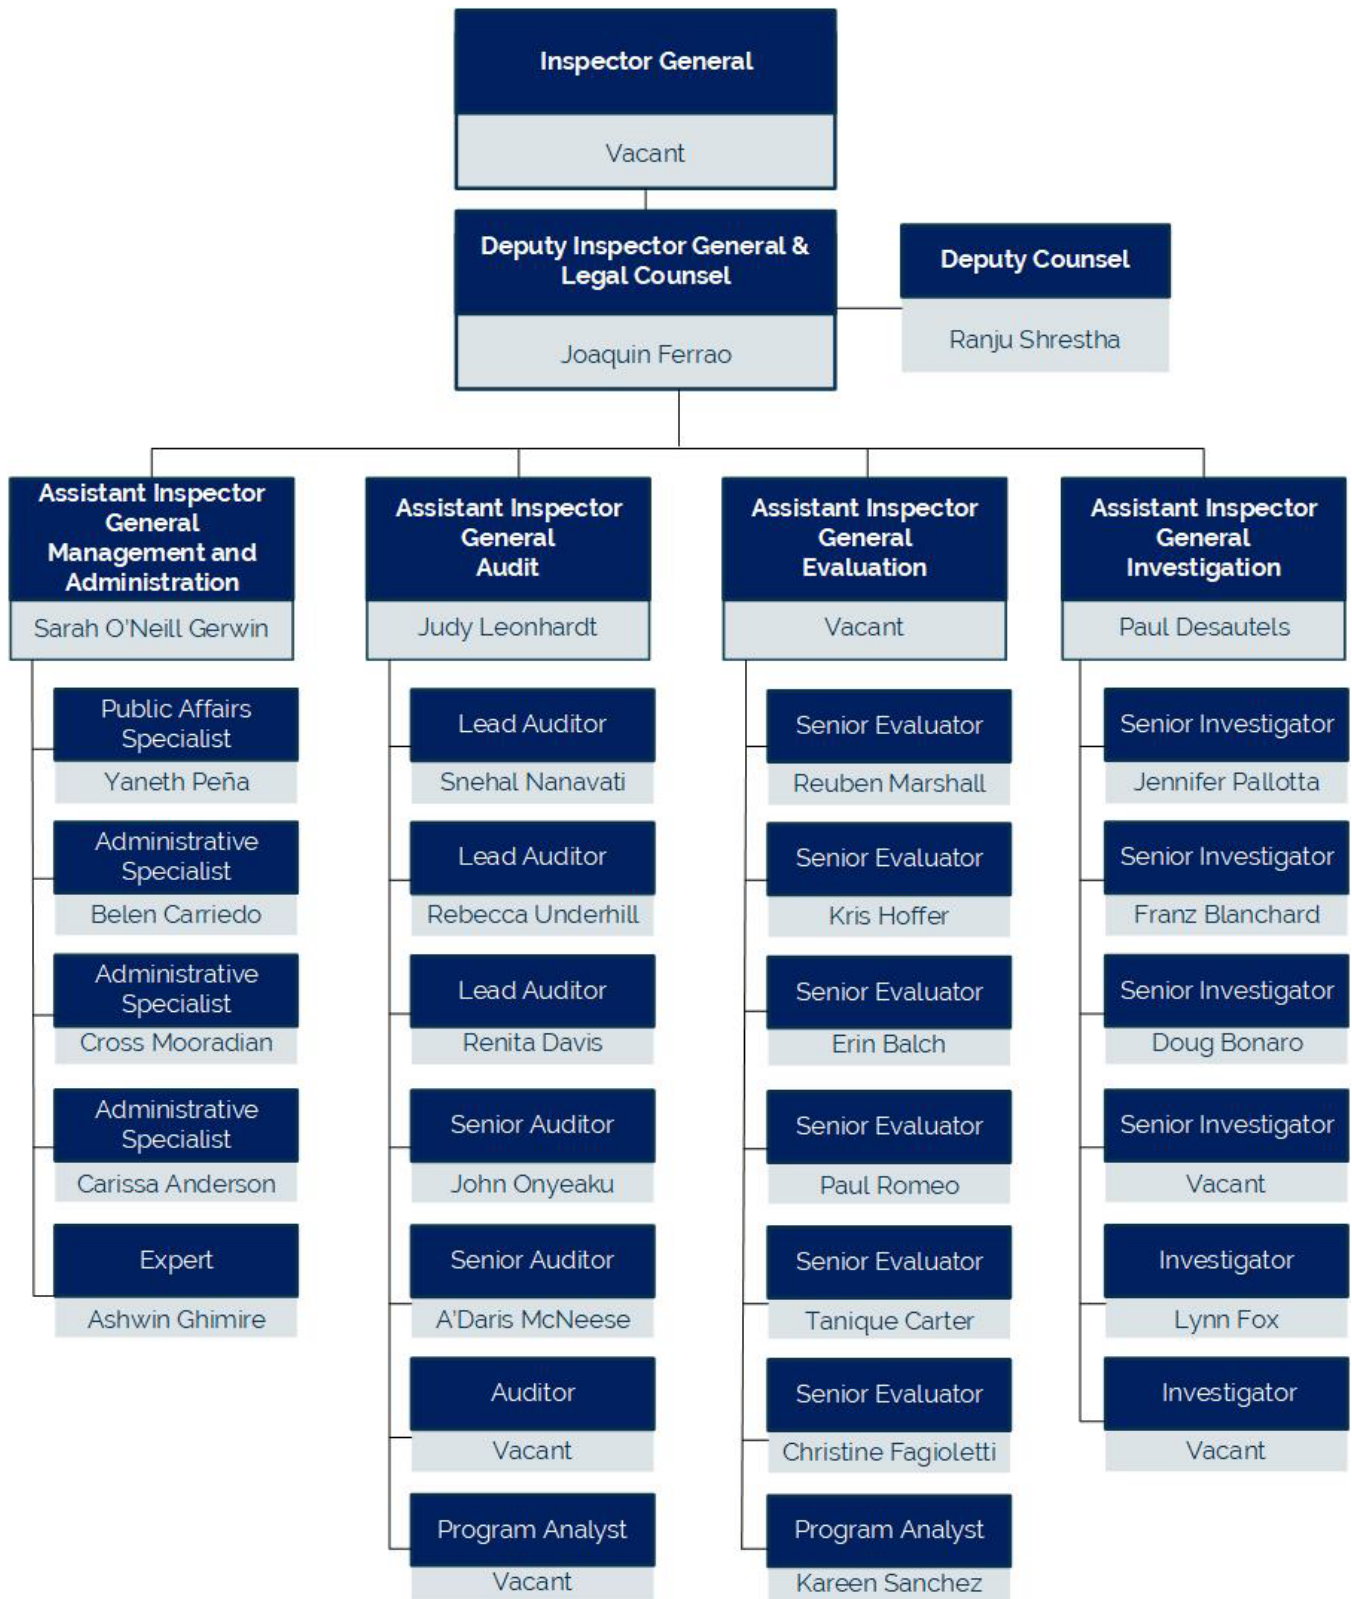 Inspector General
Vacant
Deputy Inspector General &
Legal Counsel
Joaquin Ferrao
Deputy Counsel
Ranju Shrestha
Assistant Inspector
General
Management and
Administration
Sarah O'Neill Gerwin
Public Affairs
Specialist
Yaneth Peña
Administrative
Specialist
Belen Carriedo
Administrative
Specialist
Cross Mooradian
Administrative
Specialist
Carissa Anderson
Expert
Ashwin Ghimire
Assistant Inspector
General
Audit
Judy Leonhardt
Lead Auditor
Snehal Nanavati
Lead Auditor
Rebecca Underhill
Lead Auditor
Renita Davis
Senior Auditor
John Onyeaku
Senior Auditor
A'Daris McNeese
Auditor
Vacant
Program Analyst
Vacant
Assistant Inspector
General
Evaluation
Vacant
Senior Evaluator
Reuben Marshall
Senior Evaluator
Kris Hoffer
Senior Evaluator
Erin Balch
Senior Evaluator
Paul Romeo
Senior Evaluator
Tanique Carter
Senior Evaluator
Christine Fagioletti
Program Analyst
Kareen Sanchez
Assistant Inspector
General
Investigation
Paul Desautels
Senior Investigator
Jennifer Pallotta
Senior Investigator
Franz Blanchard
Senior Investigator
Doug Bonaro
Senior Investigator
Vacant
Investigator
Lynn Fox
Investigator
Vacant